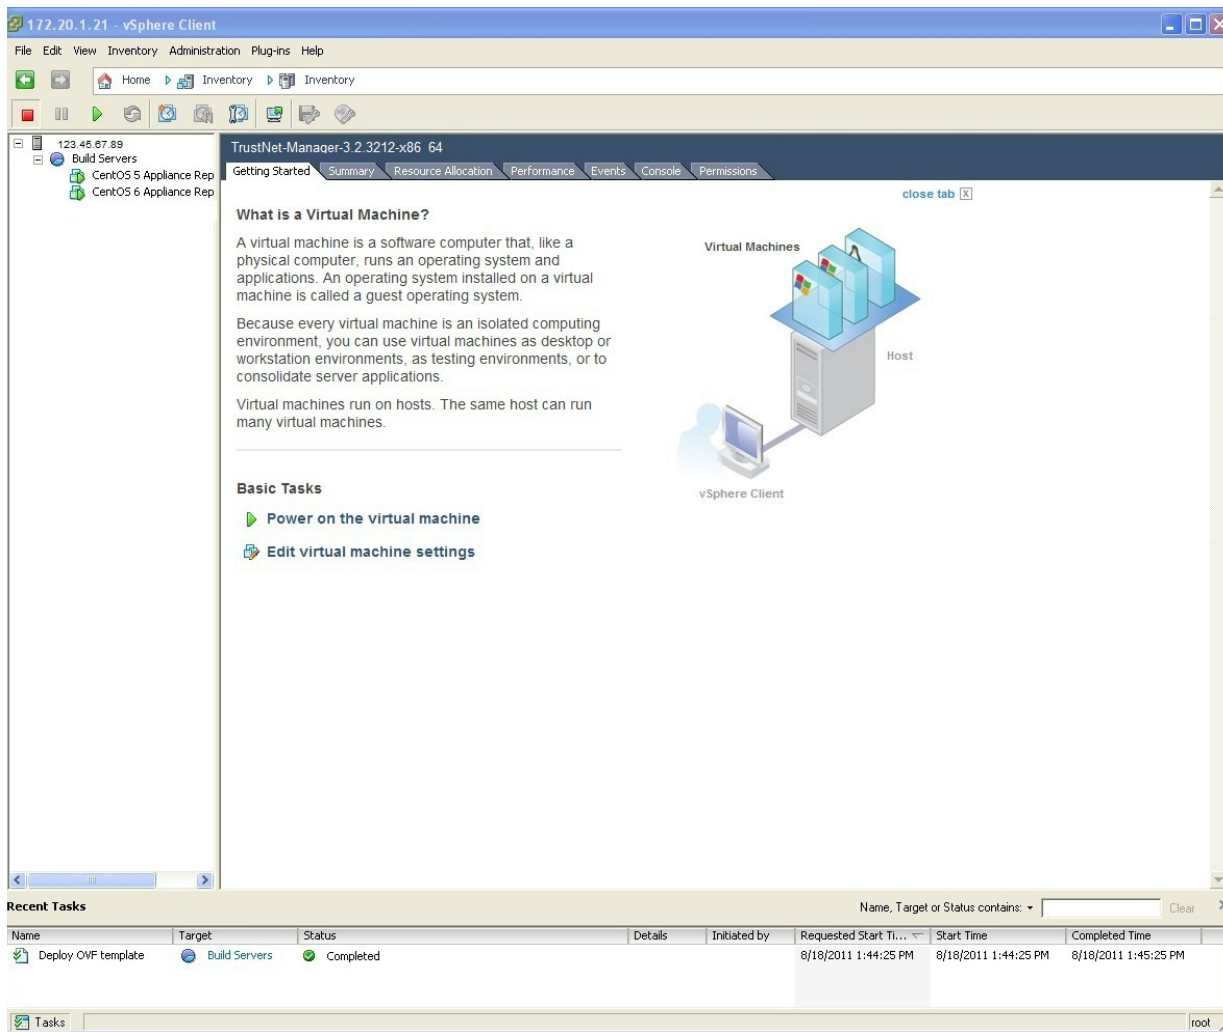 172.20.1.21 - vSphere Client
File Edit View Inventory Administration Plug-ins Help
Home Inventory Inventory
123.45.67.89
Build Servers
CentOS 5 Appliance Rep
CentOS 6 Appliance Rep
TrustNet-Manager-3.2.3212-x86 64
Getting Started Summary Resource Allocation Performance Events Console Permissions
close tab X
What is a Virtual Machine?
A virtual machine is a software computer that, like a
physical computer, runs an operating system and
applications. An operating system installed on a virtual
machine is called a guest operating system.
Because every virtual machine is an isolated computing
environment, you can use virtual machines as desktop or
workstation environments, as testing environments, or to
consolidate server applications.
Virtual machines run on hosts. The same host can run
many virtual machines.
Basic Tasks
Power on the virtual machine
Edit virtual machine settings
Virtual Machines
Host
vSphere Client
Recent Tasks
Name, Target or Status contains: Clear
Name Target Status Details Initiated by Requested Start Ti... Start Time Completed Time
Deploy OVF template Build Servers Completed 8/18/2011 1:44:25 PM 8/18/2011 1:44:25 PM 8/18/2011 1:45:25 PM
Tasks root